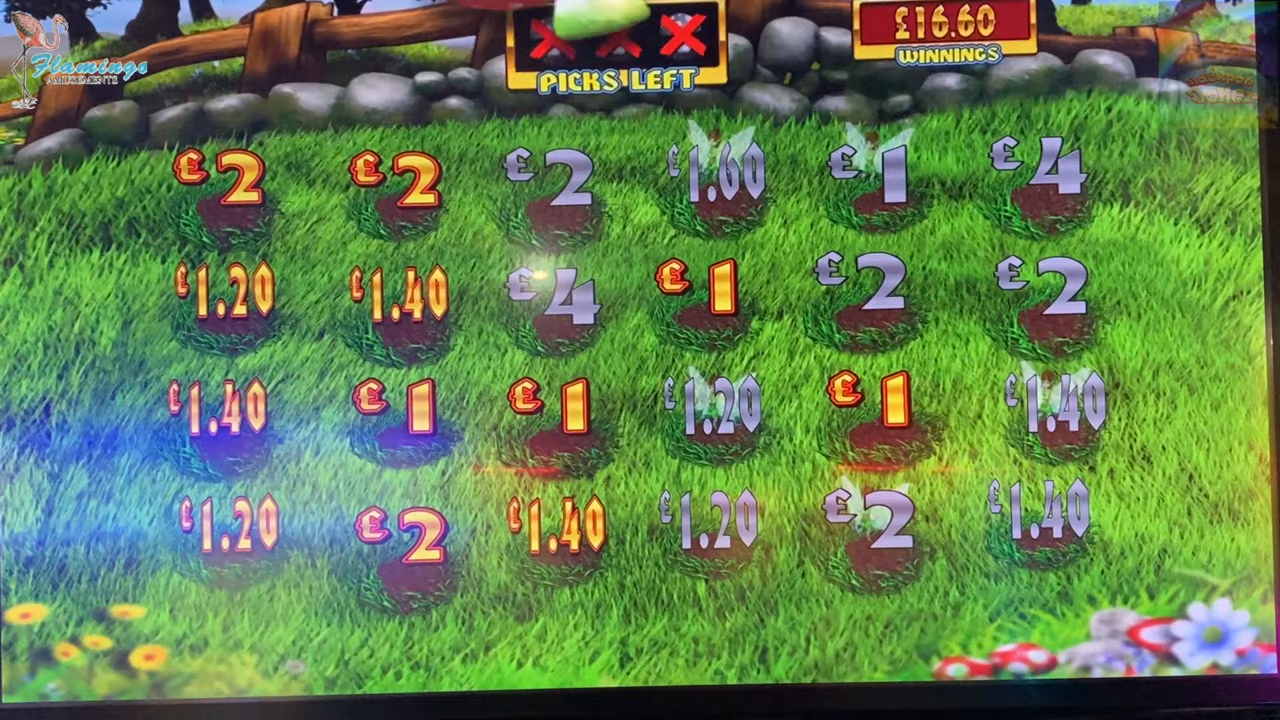 Flamingo
AMUSEMENTS
PICKS LEFT
£16.60
WINNINGS
£2 £2 £2 £1.60 £1 £4
£1.20 £1.40 £4 £1 £2 £2
£1.40 £1 £1 £1.20 £1 £1.40
£1.20 £2 £1.40 £1.20 £2 £1.40